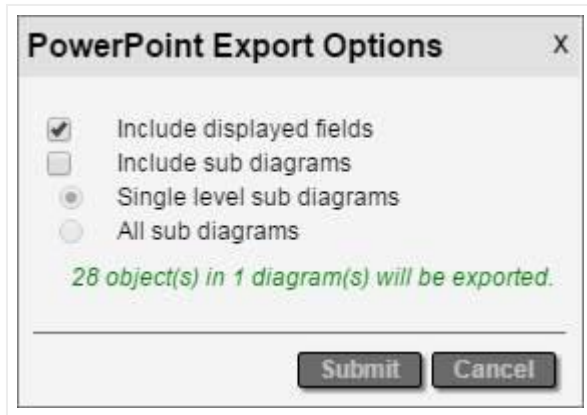 PowerPoint Export Options X
Include displayed fields
Include sub diagrams
Single level sub diagrams
All sub diagrams
28 object(s) in 1 diagram(s) will be exported.
Submit Cancel